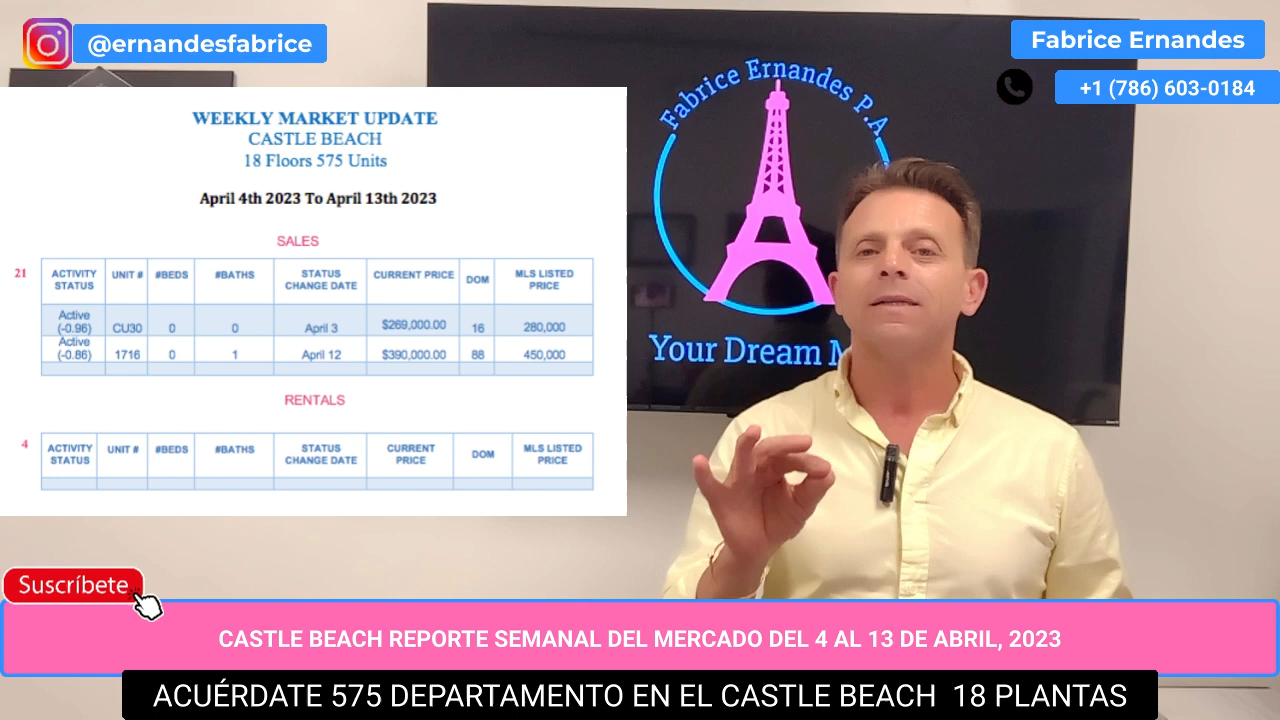 @ernandesfabrice
Fabrice Ernandes
+1 (786) 603-0184
Fabrice Ernandes P.A
Your Dream
WEEKLY MARKET UPDATE
CASTLE BEACH
18 Floors 575 Units
April 4th 2023 To April 13th 2023
SALES
21
ACTIVITY STATUS UNIT # #BEDS #BATHS STATUS CHANGE DATE CURRENT PRICE DOM MLS LISTED PRICE
Active (-0.96) CU30 0 0 April 3 $269,000.00 16 280,000
Active (-0.86) 1716 0 1 April 12 $390,000.00 88 450,000
RENTALS
4
ACTIVITY STATUS UNIT # #BEDS #BATHS STATUS CHANGE DATE CURRENT PRICE DOM MLS LISTED PRICE
Suscríbete
CASTLE BEACH REPORTE SEMANAL DEL MERCADO DEL 4 AL 13 DE ABRIL, 2023
ACUÉRDATE 575 DEPARTAMENTO EN EL CASTLE BEACH 18 PLANTAS